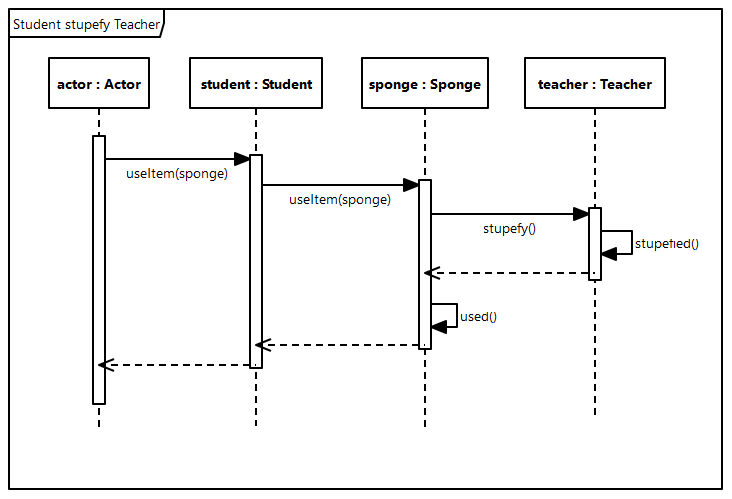 Student stupefy Teacher
actor : Actor
student : Student
sponge : Sponge
teacher : Teacher
useItem(sponge)
useItem(sponge)
stupefy()
stupefied()
used()